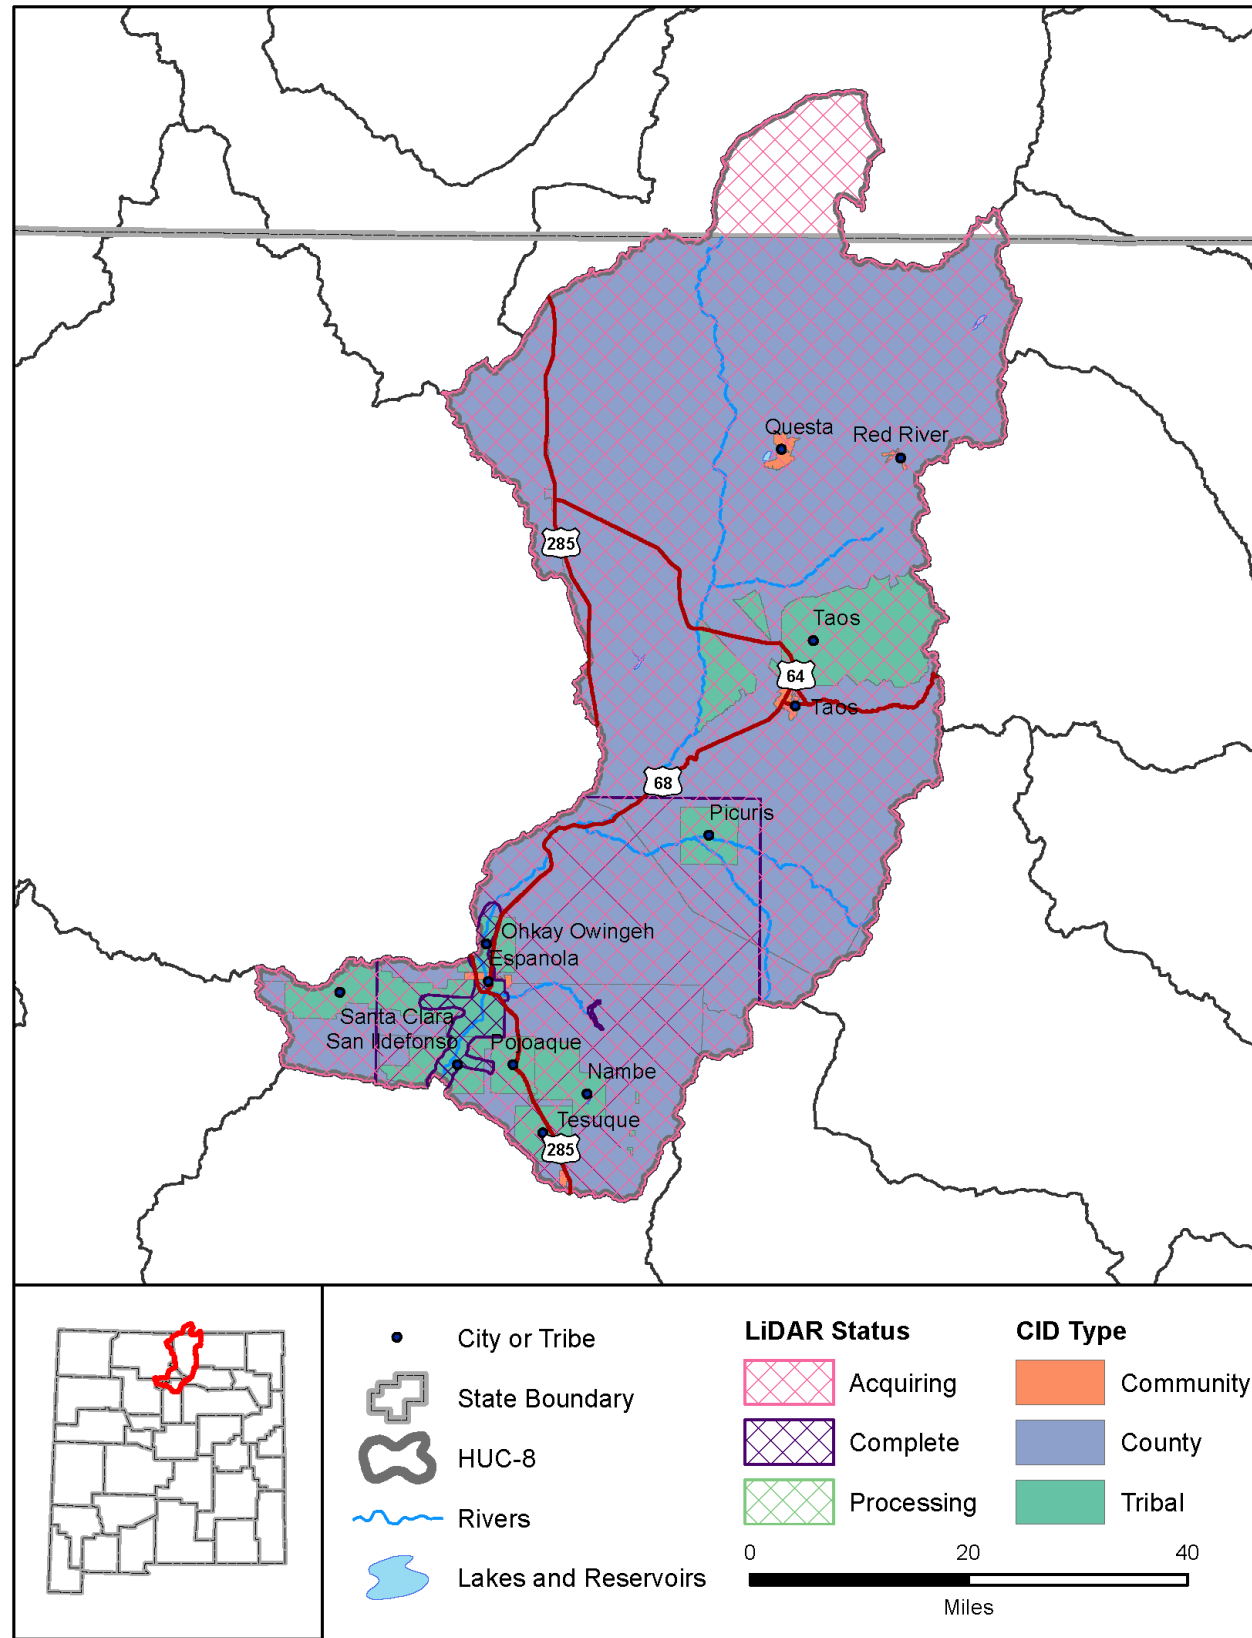 Questa
Red River
285
Taos
64
Taos
68
Picuris
Ohkay Owingeh
Espanola
Santa Clara
San Ildefonso
Pojoaque
Nambe
Tesuque
285
City or Tribe
State Boundary
HUC-8
Rivers
Lakes and Reservoirs
LiDAR Status
Acquiring
Complete
Processing
CID Type
Community
County
Tribal
0 20 40
Miles